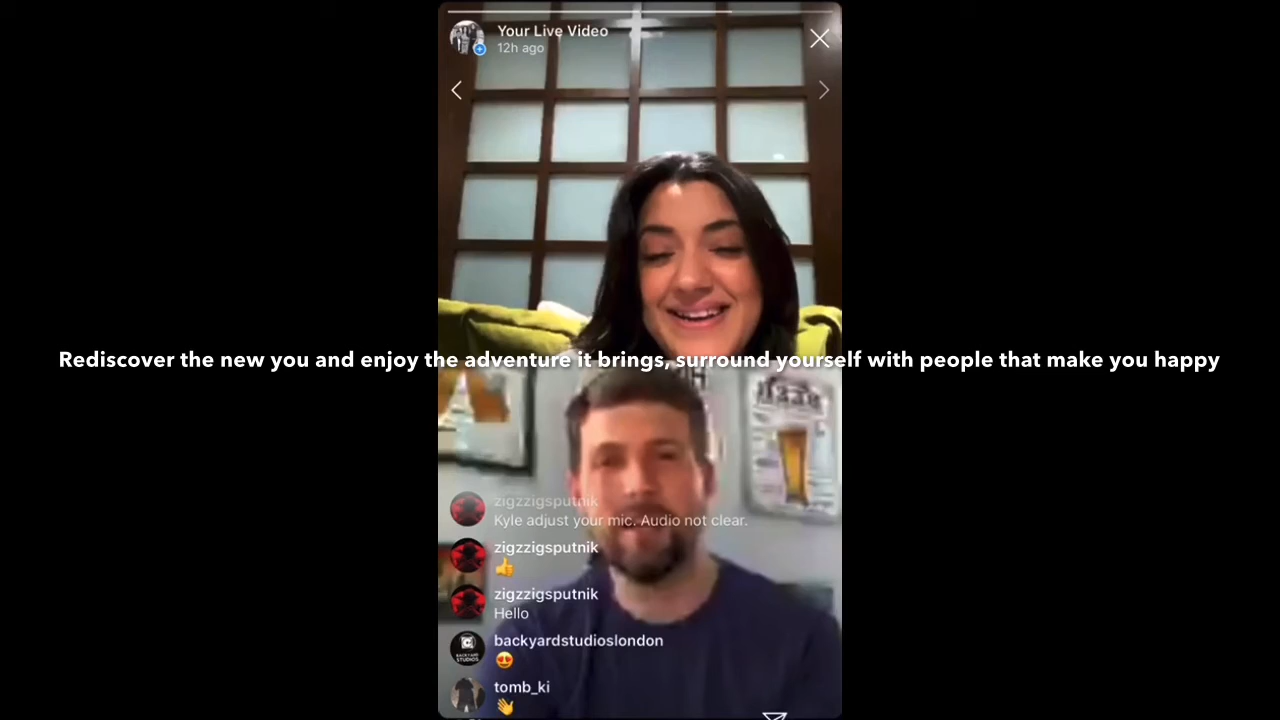 Your Live Video
12h ago
Rediscover the new you and enjoy the adventure it brings, surround yourself with people that make you happy
zigzzigsputnik
Kyle adjust your mic. Audio not clear.
zigzzigsputnik
👍
zigzzigsputnik
Hello
backyardstudioslondon
😍
tomb_ki
👋